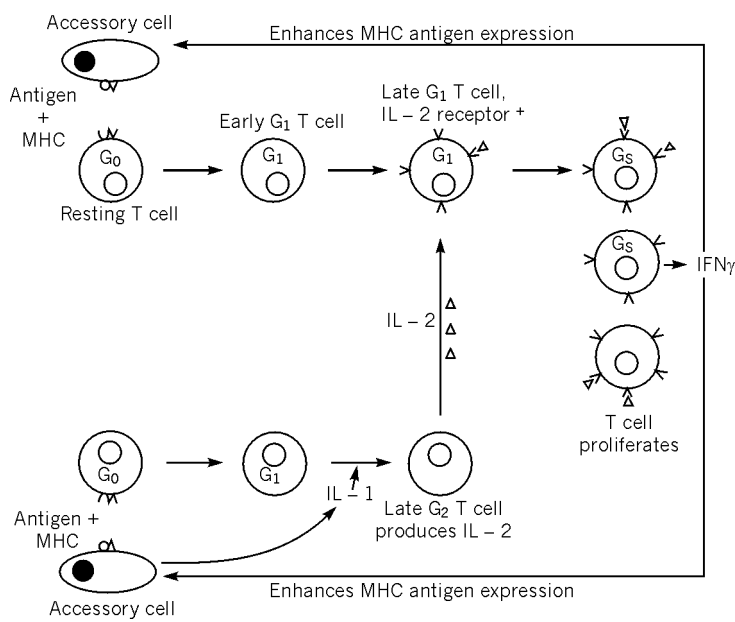 Accessory cell
Enhances MHC antigen expression
Antigen
+
MHC
G₀
Resting T cell
Early G₁ T cell
G₁
Late G₁ T cell,
IL – 2 receptor +
G₁
Gₛ
Gₛ
IFNγ
IL – 2
T cell
proliferates
G₀
G₁
IL – 1
Late G₂ T cell
produces IL – 2
Antigen +
MHC
Accessory cell
Enhances MHC antigen expression